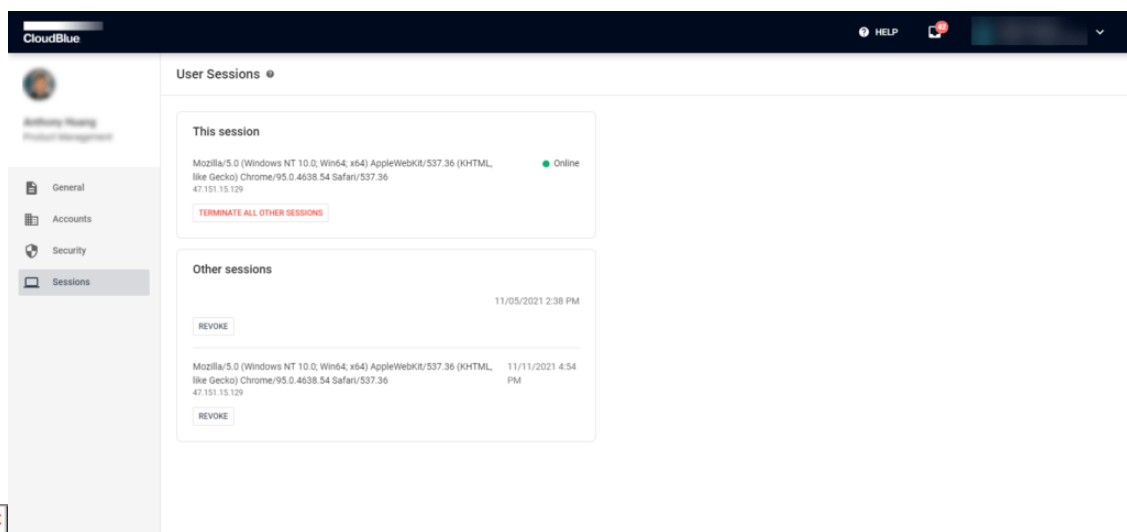 CloudBlue
HELP
42
User Sessions
This session
Mozilla/5.0 (Windows NT 10.0; Win64; x64) AppleWebKit/537.36 (KHTML,
like Gecko) Chrome/95.0.4638.54 Safari/537.36
Online
47.151.15.129
TERMINATE ALL OTHER SESSIONS
General
Accounts
Security
Sessions
Other sessions
11/05/2021 2:38 PM
REVOKE
Mozilla/5.0 (Windows NT 10.0; Win64; x64) AppleWebKit/537.36 (KHTML,
like Gecko) Chrome/95.0.4638.54 Safari/537.36
11/11/2021 4:54
PM
47.151.15.129
REVOKE